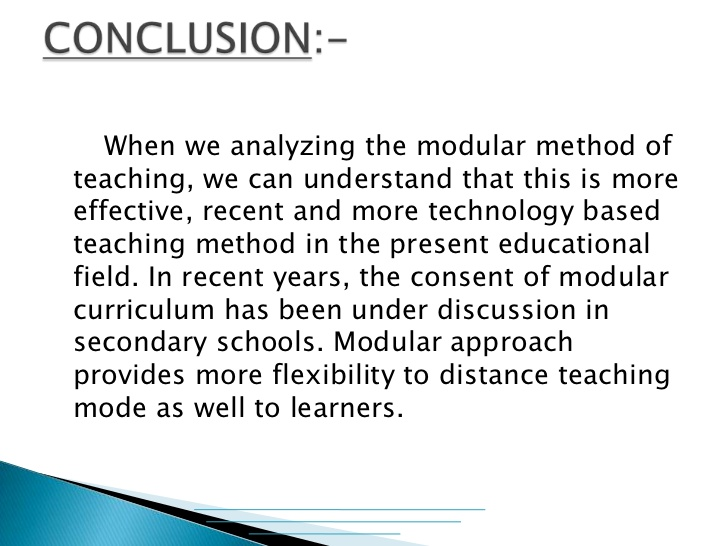 CONCLUSION:-
When we analyzing the modular method of
teaching, we can understand that this is more
effective, recent and more technology based
teaching method in the present educational
field. In recent years, the consent of modular
curriculum has been under discussion in
secondary schools. Modular approach
provides more flexibility to distance teaching
mode as well to learners.